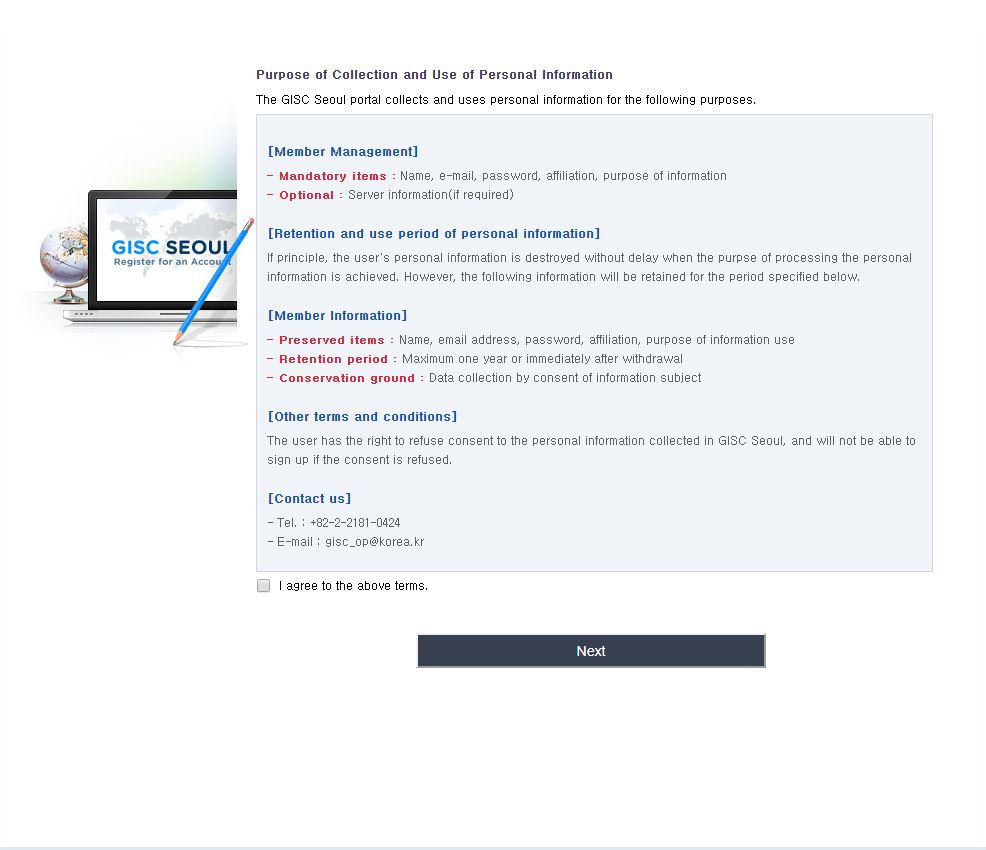 Purpose of Collection and Use of Personal Information
The GISC Seoul portal collects and uses personal information for the following purposes.
[Member Management]
- Mandatory items : Name, e-mail, password, affiliation, purpose of information
- Optional : Server information(if required)
GISC SEOUL
Register for an Account
[Retention and use period of personal information]
If principle, the user's personal information is destroyed without delay when the purpse of processing the personal
information is achieved. However, the following information will be retained for the period specified below.
[Member Information]
- Preserved items : Name, email address, password, affiliation, purpose of information use
- Retention period : Maximum one year or immediately after withdrawal
- Conservation ground : Data collection by consent of information subject
[Other terms and conditions]
The user has the right to refuse consent to the personal information collected in GISC Seoul, and will not be able to
sign up if the consent is refused.
[Contact us]
- Tel. : +82-2-2181-0424
- E-mail : gisc_op@korea.kr
I agree to the above terms.
Next